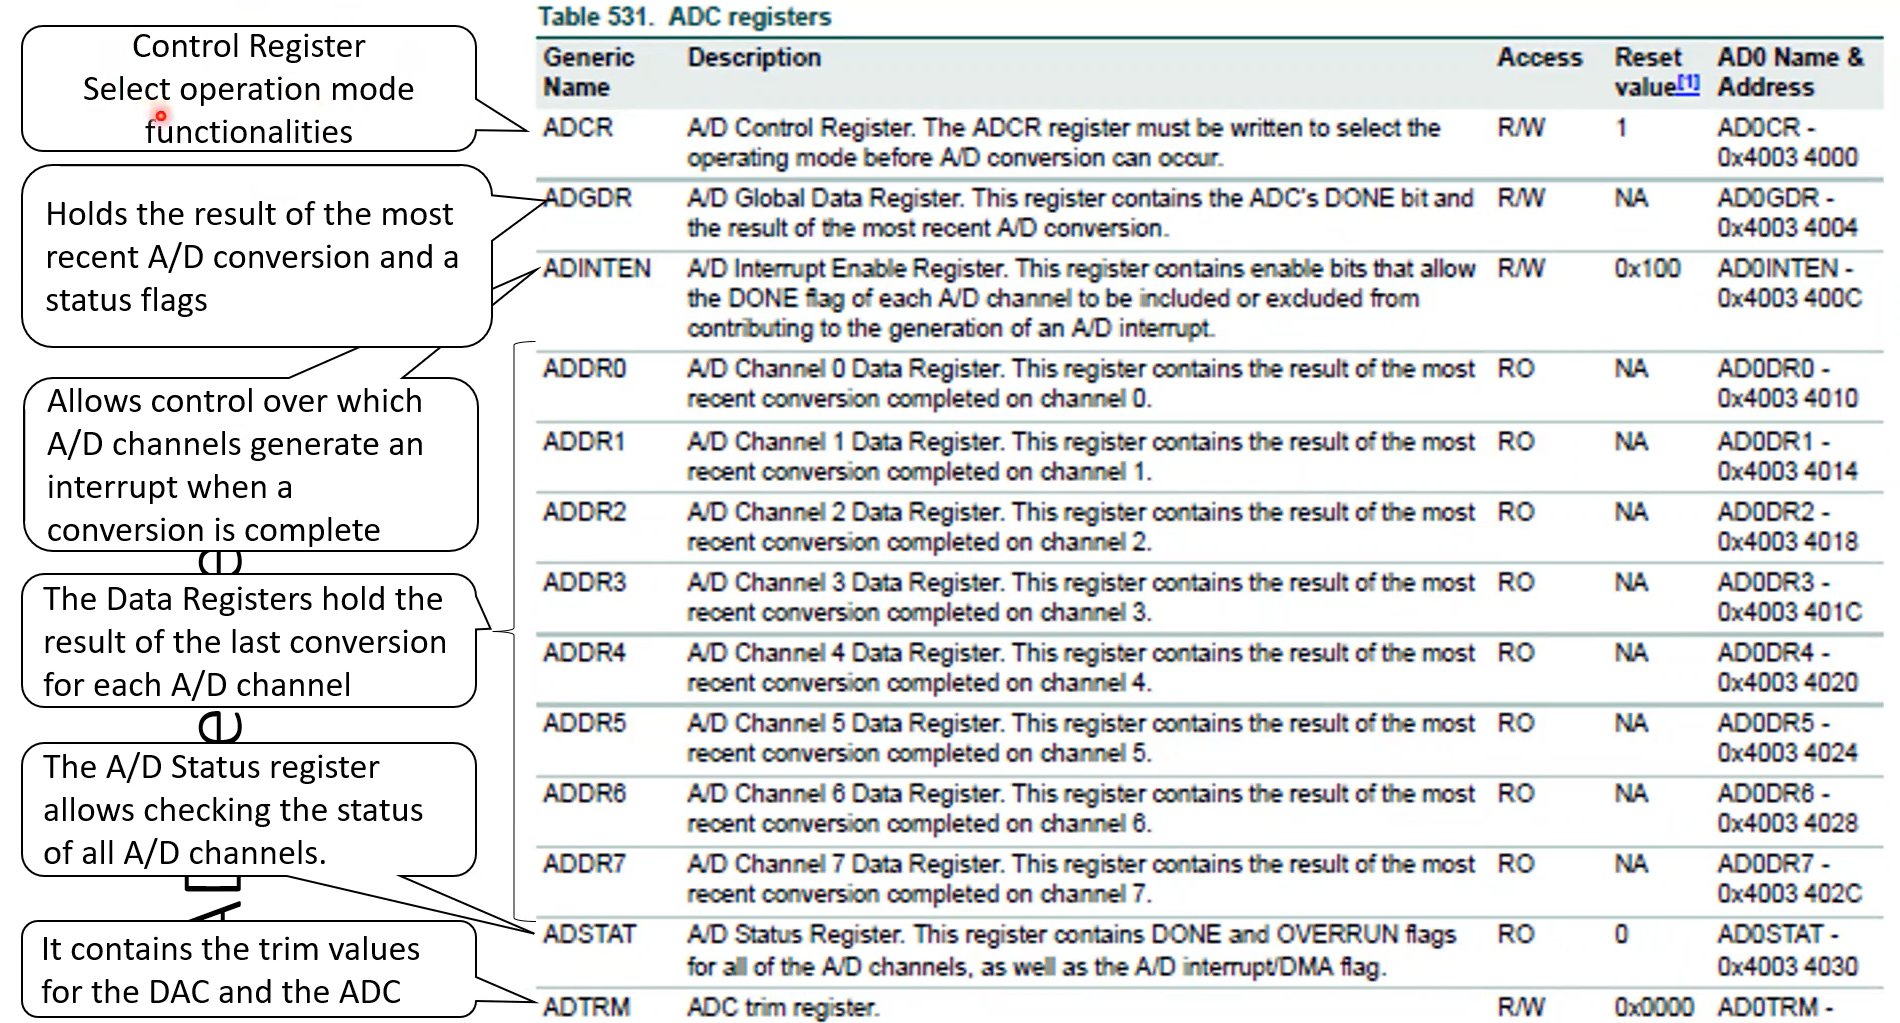 Control Register
Select operation mode
functionalities
Holds the result of the most
recent A/D conversion and a
status flags
Allows control over which
A/D channels generate an
interrupt when a
conversion is complete
The Data Registers hold the
result of the last conversion
for each A/D channel
The A/D Status register
allows checking the status
of all A/D channels.
It contains the trim values
for the DAC and the ADC
Table 531. ADC registers
Generic Name Description Access Reset value[1] AD0 Name & Address
ADCR A/D Control Register. The ADCR register must be written to select the R/W 1 AD0CR -
operating mode before A/D conversion can occur. 0x4003 4000
ADGDR A/D Global Data Register. This register contains the ADC's DONE bit and R/W NA AD0GDR -
the result of the most recent A/D conversion. 0x4003 4004
ADINTEN A/D Interrupt Enable Register. This register contains enable bits that allow R/W 0x100 AD0INTEN -
the DONE flag of each A/D channel to be included or excluded from 0x4003 400C
contributing to the generation of an A/D interrupt.
ADDR0 A/D Channel 0 Data Register. This register contains the result of the most RO NA AD0DR0 -
recent conversion completed on channel 0. 0x4003 4010
ADDR1 A/D Channel 1 Data Register. This register contains the result of the most RO NA AD0DR1 -
recent conversion completed on channel 1. 0x4003 4014
ADDR2 A/D Channel 2 Data Register. This register contains the result of the most RO NA AD0DR2 -
recent conversion completed on channel 2. 0x4003 4018
ADDR3 A/D Channel 3 Data Register. This register contains the result of the most RO NA AD0DR3 -
recent conversion completed on channel 3. 0x4003 401C
ADDR4 A/D Channel 4 Data Register. This register contains the result of the most RO NA AD0DR4 -
recent conversion completed on channel 4. 0x4003 4020
ADDR5 A/D Channel 5 Data Register. This register contains the result of the most RO NA AD0DR5 -
recent conversion completed on channel 5. 0x4003 4024
ADDR6 A/D Channel 6 Data Register. This register contains the result of the most RO NA AD0DR6 -
recent conversion completed on channel 6. 0x4003 4028
ADDR7 A/D Channel 7 Data Register. This register contains the result of the most RO NA AD0DR7 -
recent conversion completed on channel 7. 0x4003 402C
ADSTAT A/D Status Register. This register contains DONE and OVERRUN flags RO 0 AD0STAT -
for all of the A/D channels, as well as the A/D interrupt/DMA flag. 0x4003 4030
ADTRM ADC trim register. R/W 0x0000 AD0TRM -